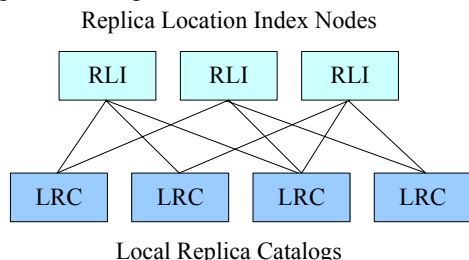 Replica Location Index Nodes
RLI RLI RLI
LRC LRC LRC LRC
Local Replica Catalogs